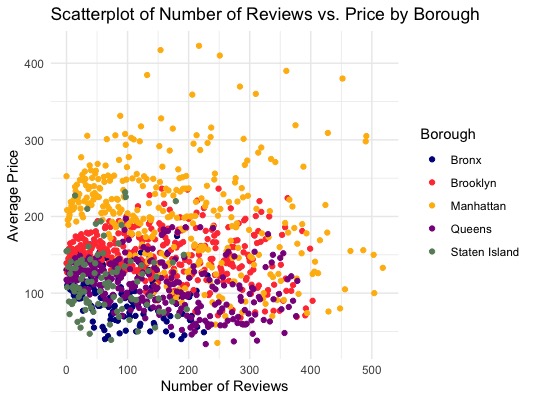 Scatterplot of Number of Reviews vs. Price by Borough
400
300
200
100
Average Price
0 100 200 300 400 500
Number of Reviews
Borough
Bronx
Brooklyn
Manhattan
Queens
Staten Island